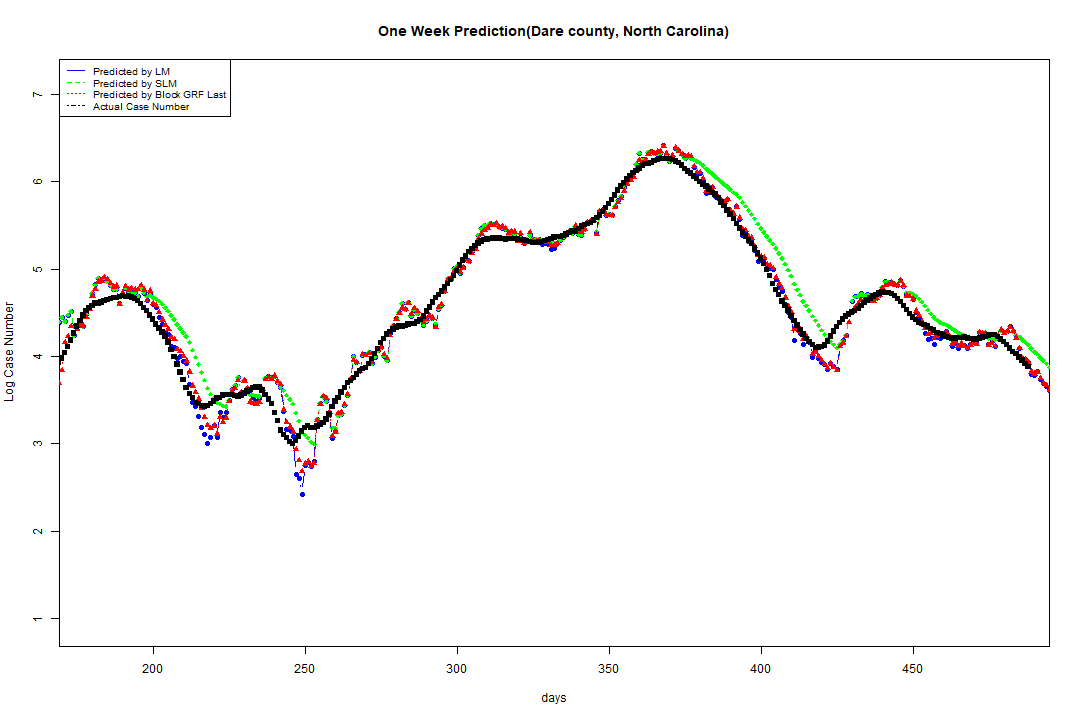 One Week Prediction(Dare county, North Carolina)
Predicted by LM
Predicted by SLM
Predicted by Block GRF Last
Actual Case Number
7
6
5
4
3
2
1
Log Case Number
200 250 300 350 400 450
days